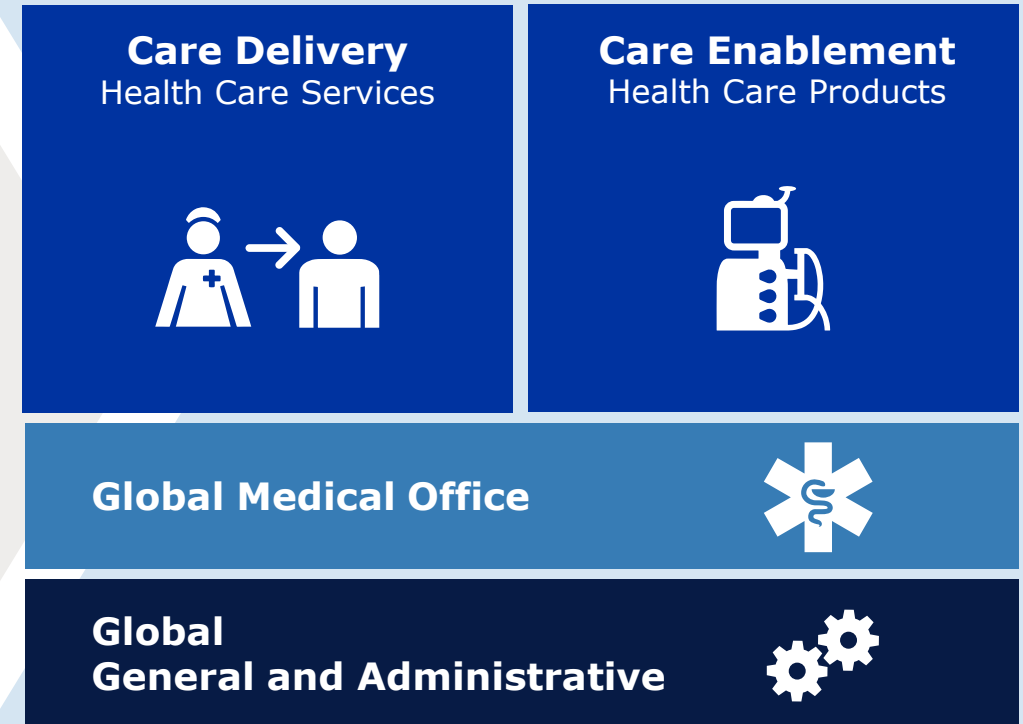 Care Delivery
Health Care Services
Care Enablement
Health Care Products
Global Medical Office
Global
General and Administrative